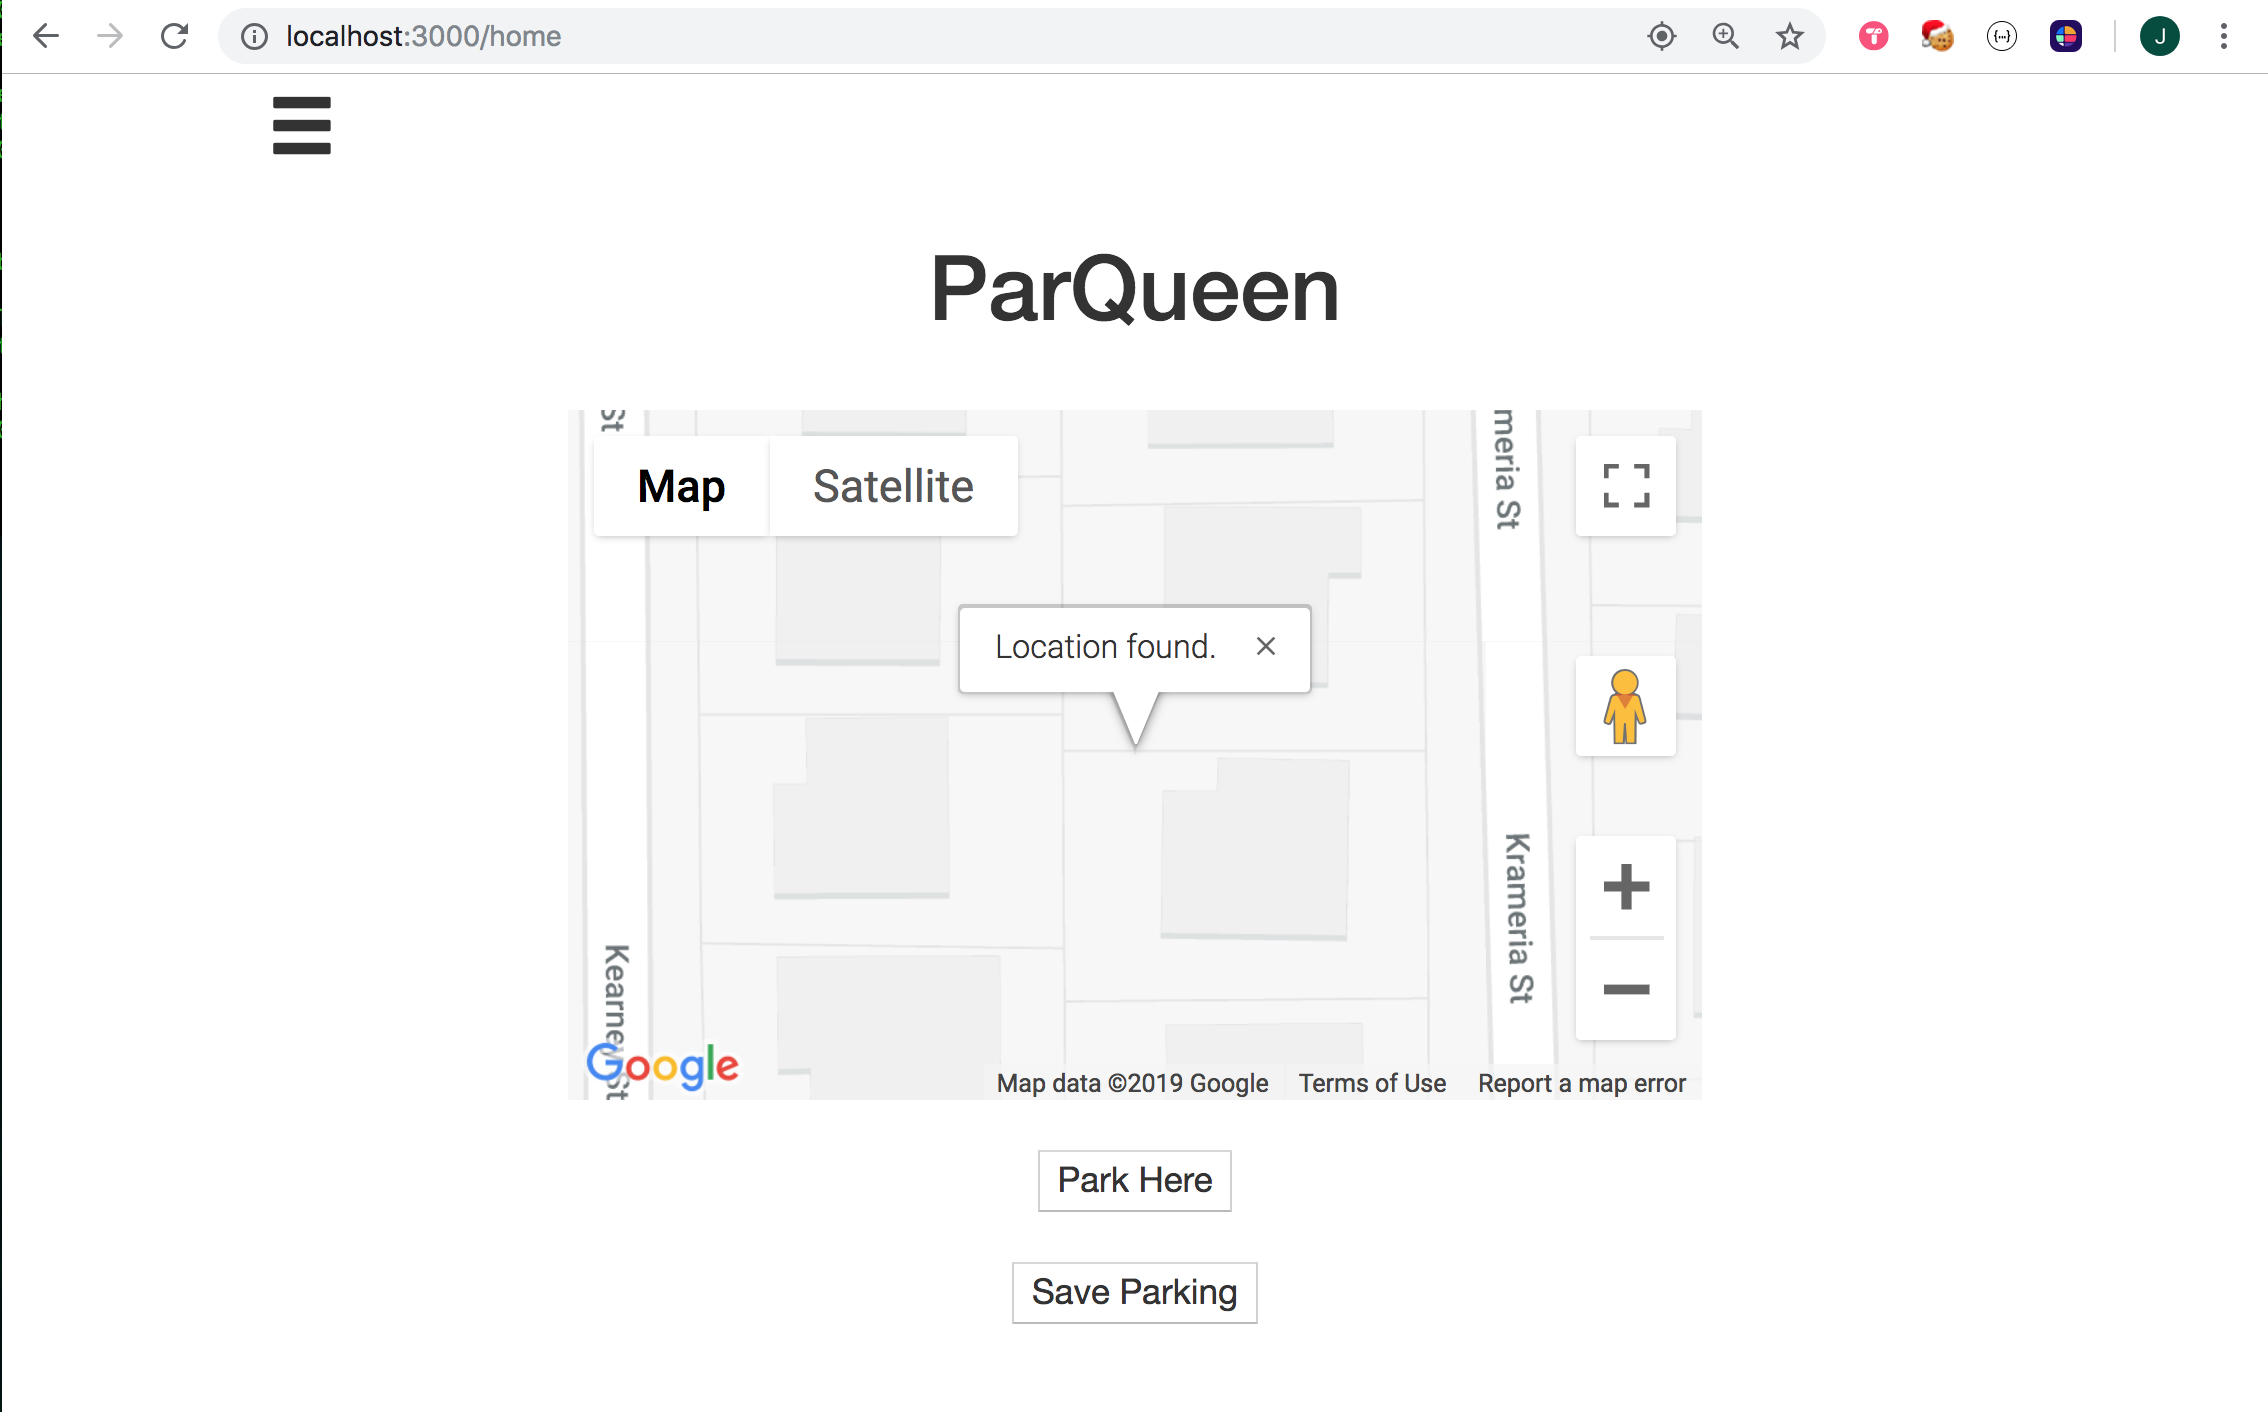 localhost:3000/home
J
ParQueen
St
meria St
Map
Satellite
Location found.
Krameria St
Kearney St
Google
Map data ©2019 Google
Terms of Use
Report a map error
Park Here
Save Parking